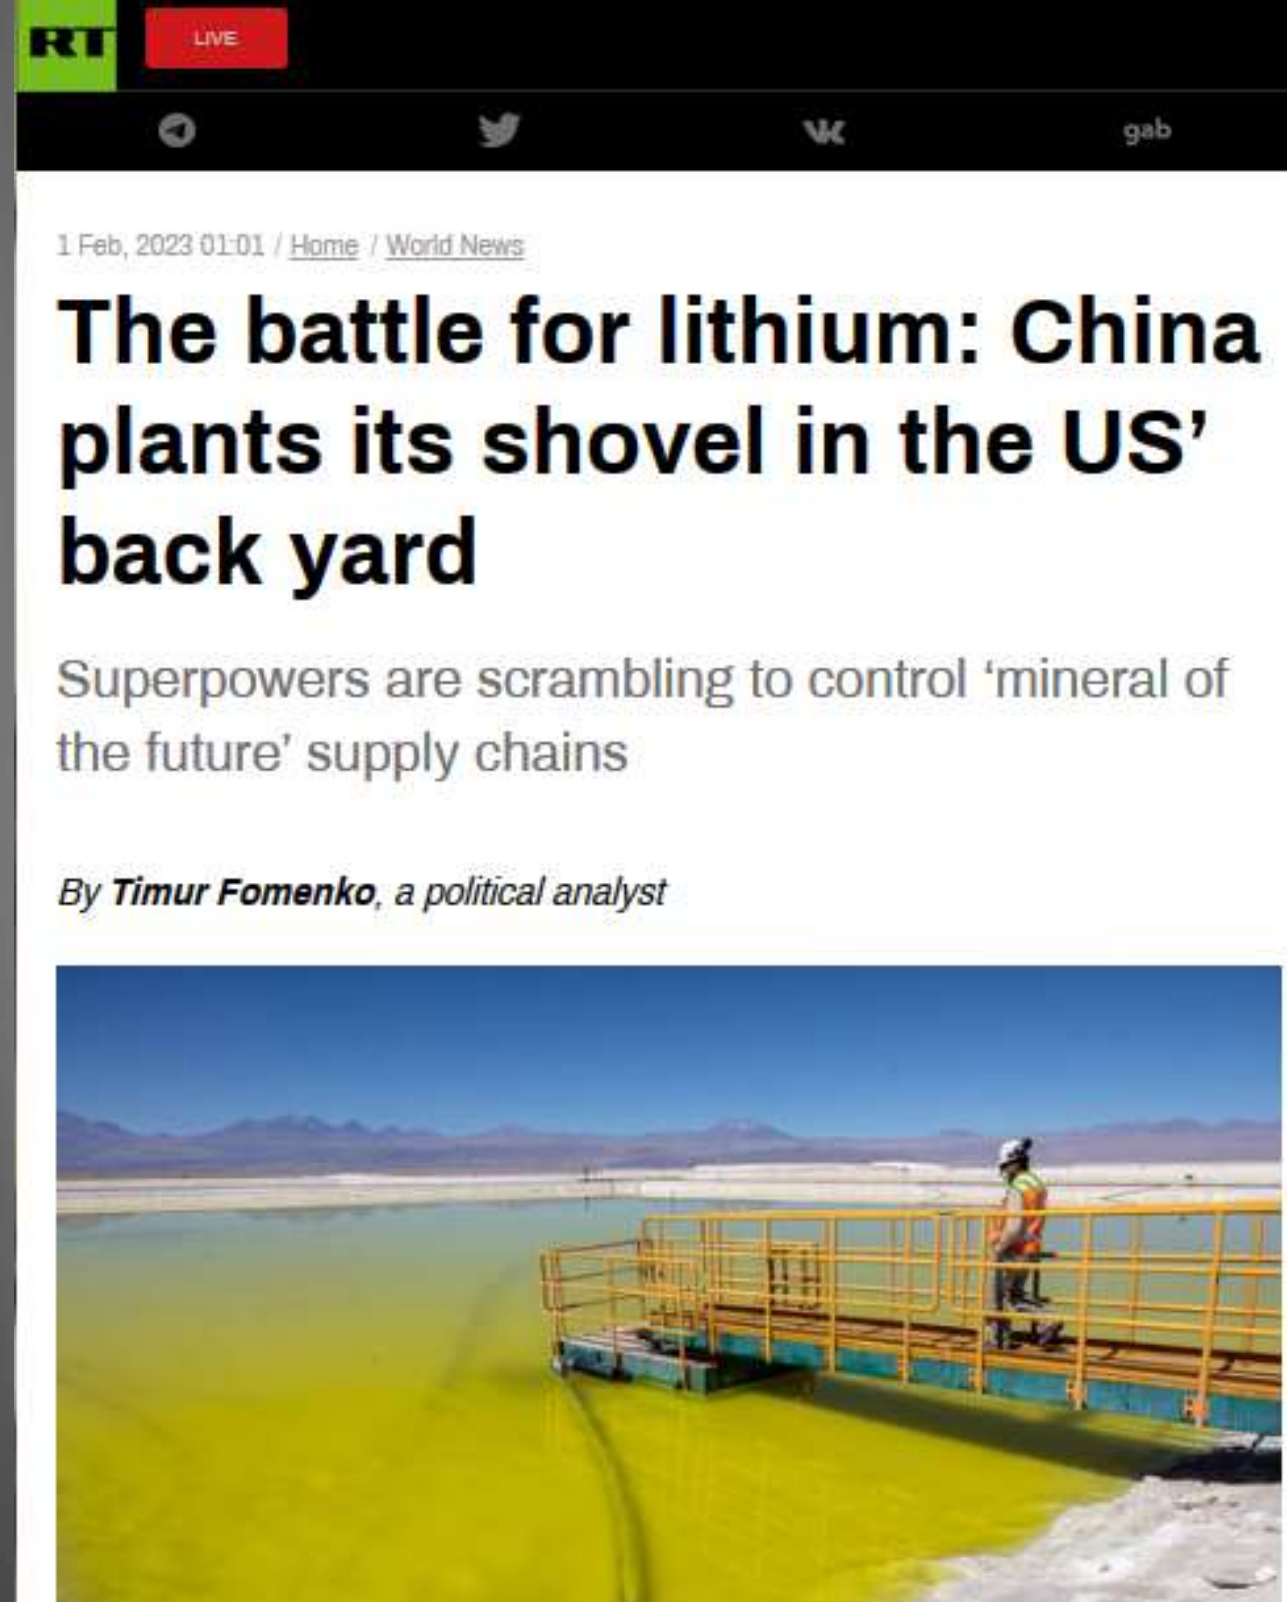 RT
LIVE
gab
1 Feb, 2023 01:01 / Home / World News
The battle for lithium: China
plants its shovel in the US’
back yard
Superpowers are scrambling to control ‘mineral of
the future’ supply chains
By Timur Fomenko, a political analyst